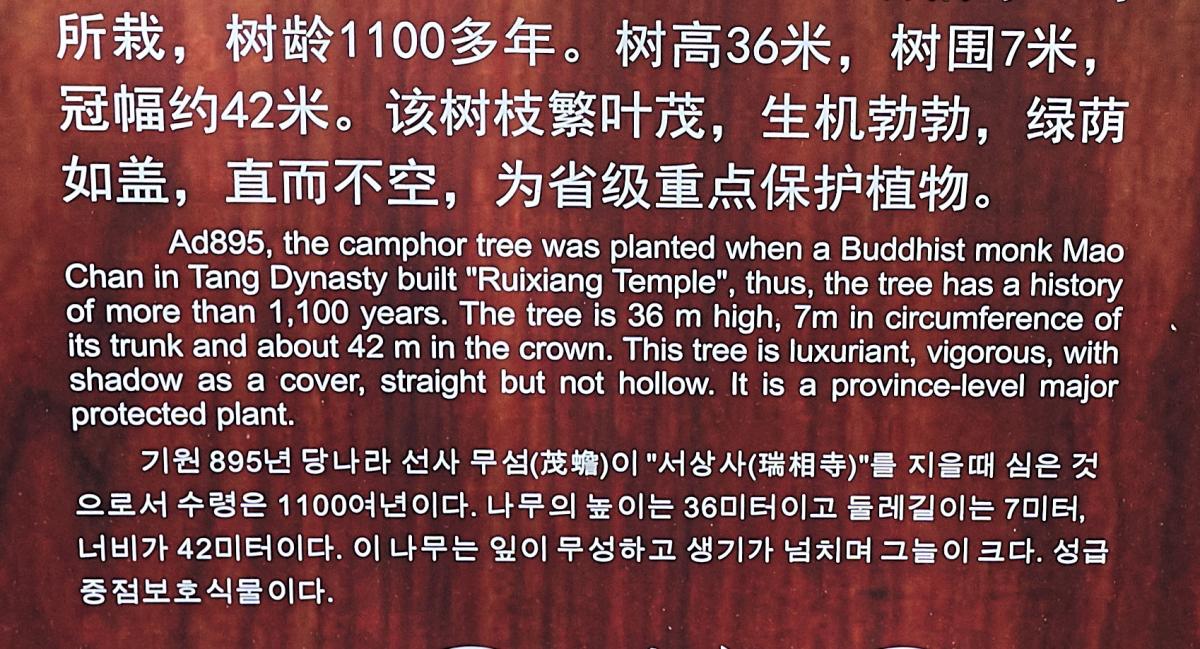 所栽，树龄1100多年。树高36米，树围7米，
冠幅约42米。该树枝繁叶茂，生机勃勃，绿荫
如盖，直而不空，为省级重点保护植物。
Ad895, the camphor tree was planted when a Buddhist monk Mao
Chan in Tang Dynasty built "Ruixiang Temple", thus, the tree has a history
of more than 1,100 years. The tree is 36 m high, 7m in circumference of
its trunk and about 42 m in the crown. This tree is luxuriant, vigorous, with
shadow as a cover, straight but not hollow. It is a province-level major
protected plant.
기원 895년 당나라 선사 무섬(茂蟾)이 "서상사(瑞相寺)"를 지을때 심은 것
으로서 수령은 1100여년이다. 나무의 높이는 36미터이고 둘레길이는 7미터,
너비가 42미터이다. 이 나무는 잎이 무성하고 생기가 넘치며 그늘이 크다. 성급
중점보호식물이다.